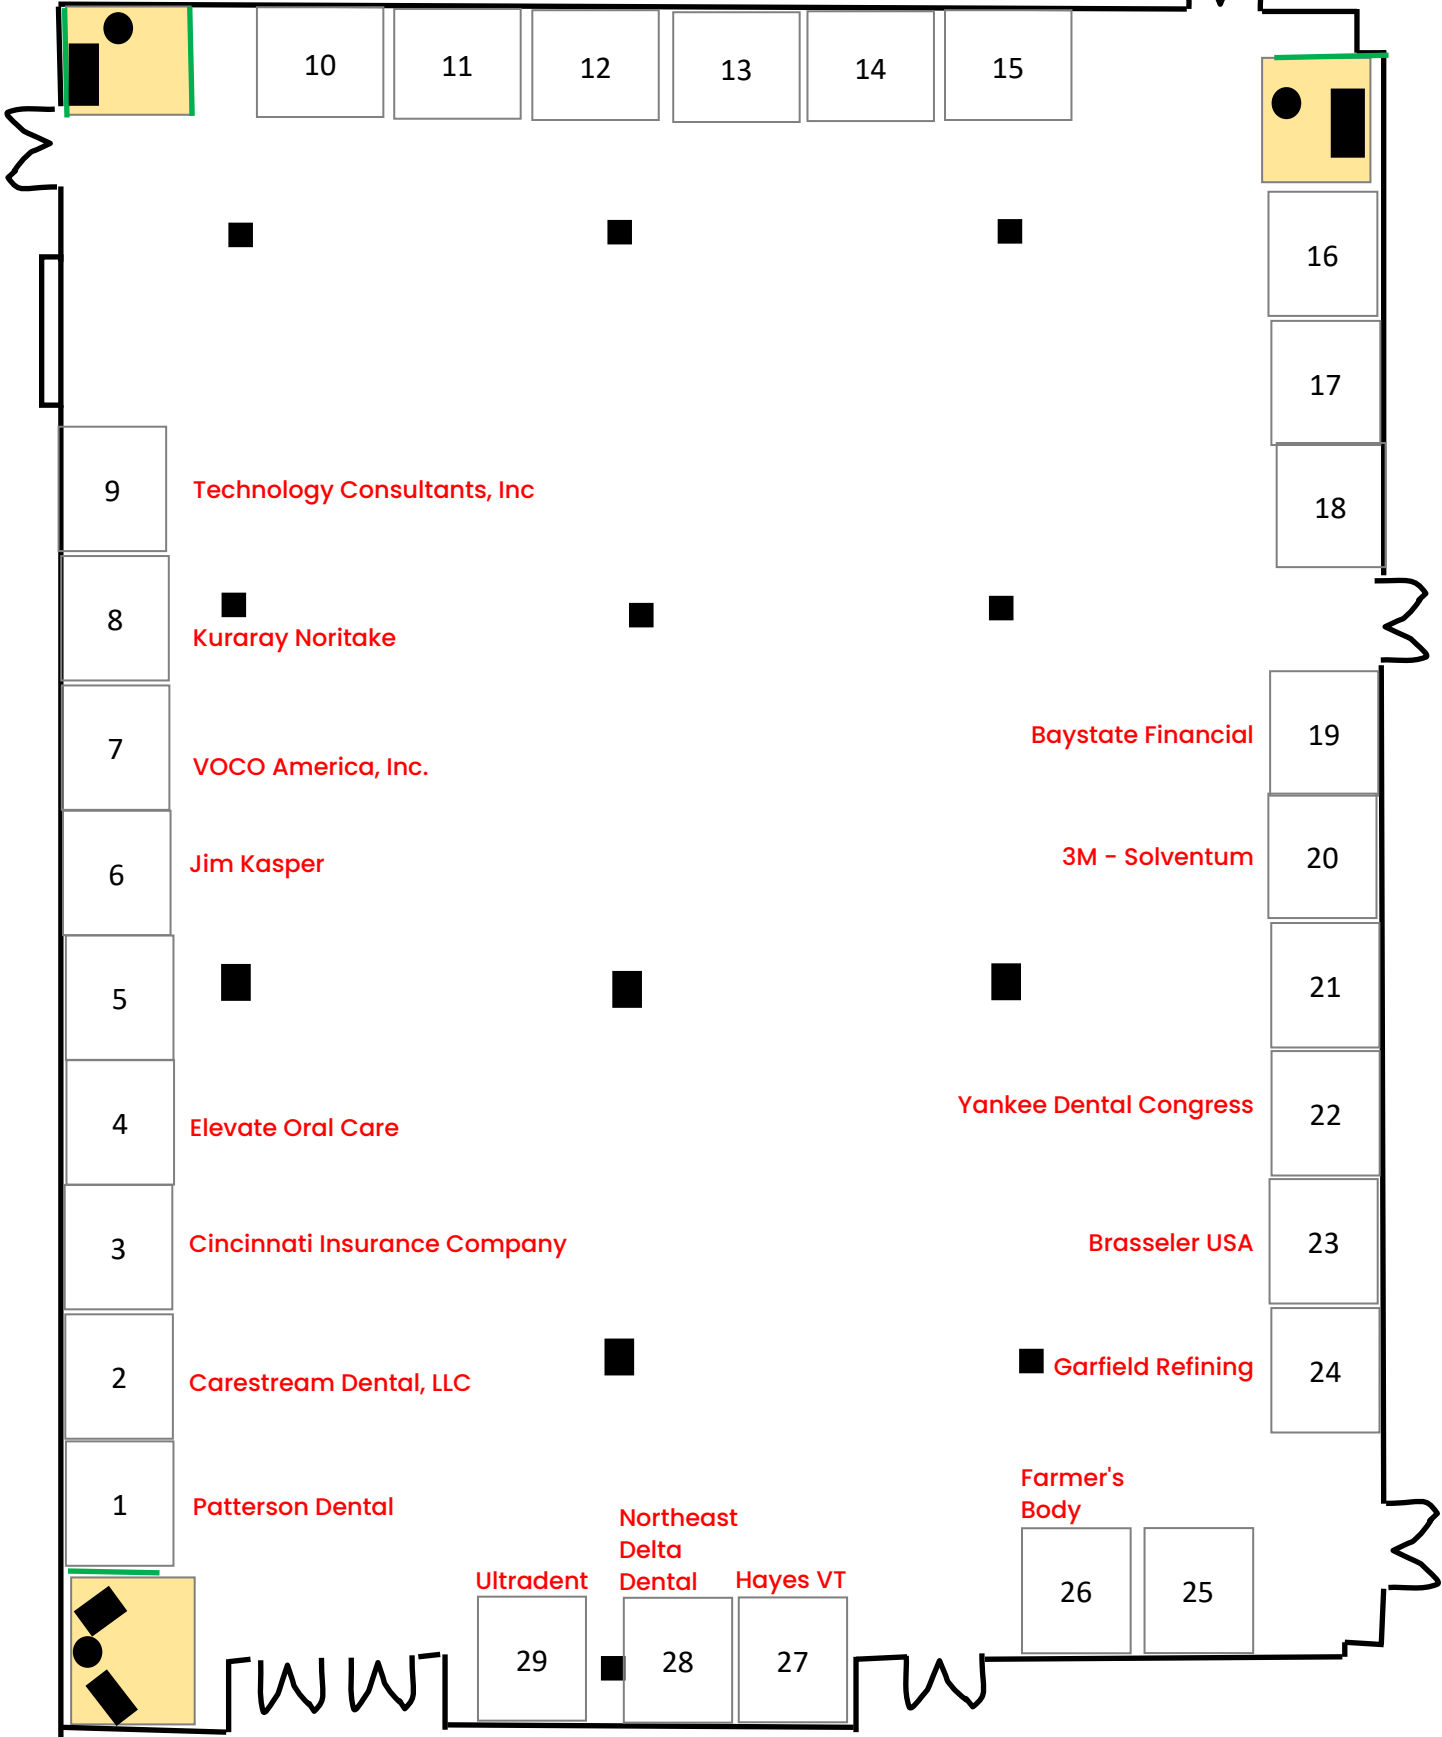 10
11
12
13
14
15
16
17
9
Technology Consultants, Inc
18
8
Kuraray Noritake
7
VOCO America, Inc.
Baystate Financial
19
6
Jim Kasper
3M - Solventum
20
5
21
4
Elevate Oral Care
Yankee Dental Congress
22
3
Cincinnati Insurance Company
Brasseler USA
23
2
Carestream Dental, LLC
Garfield Refining
24
1
Patterson Dental
Farmer's
Body
Northeast
Delta
Dental
Ultradent
Hayes VT
26
25
29
28
27